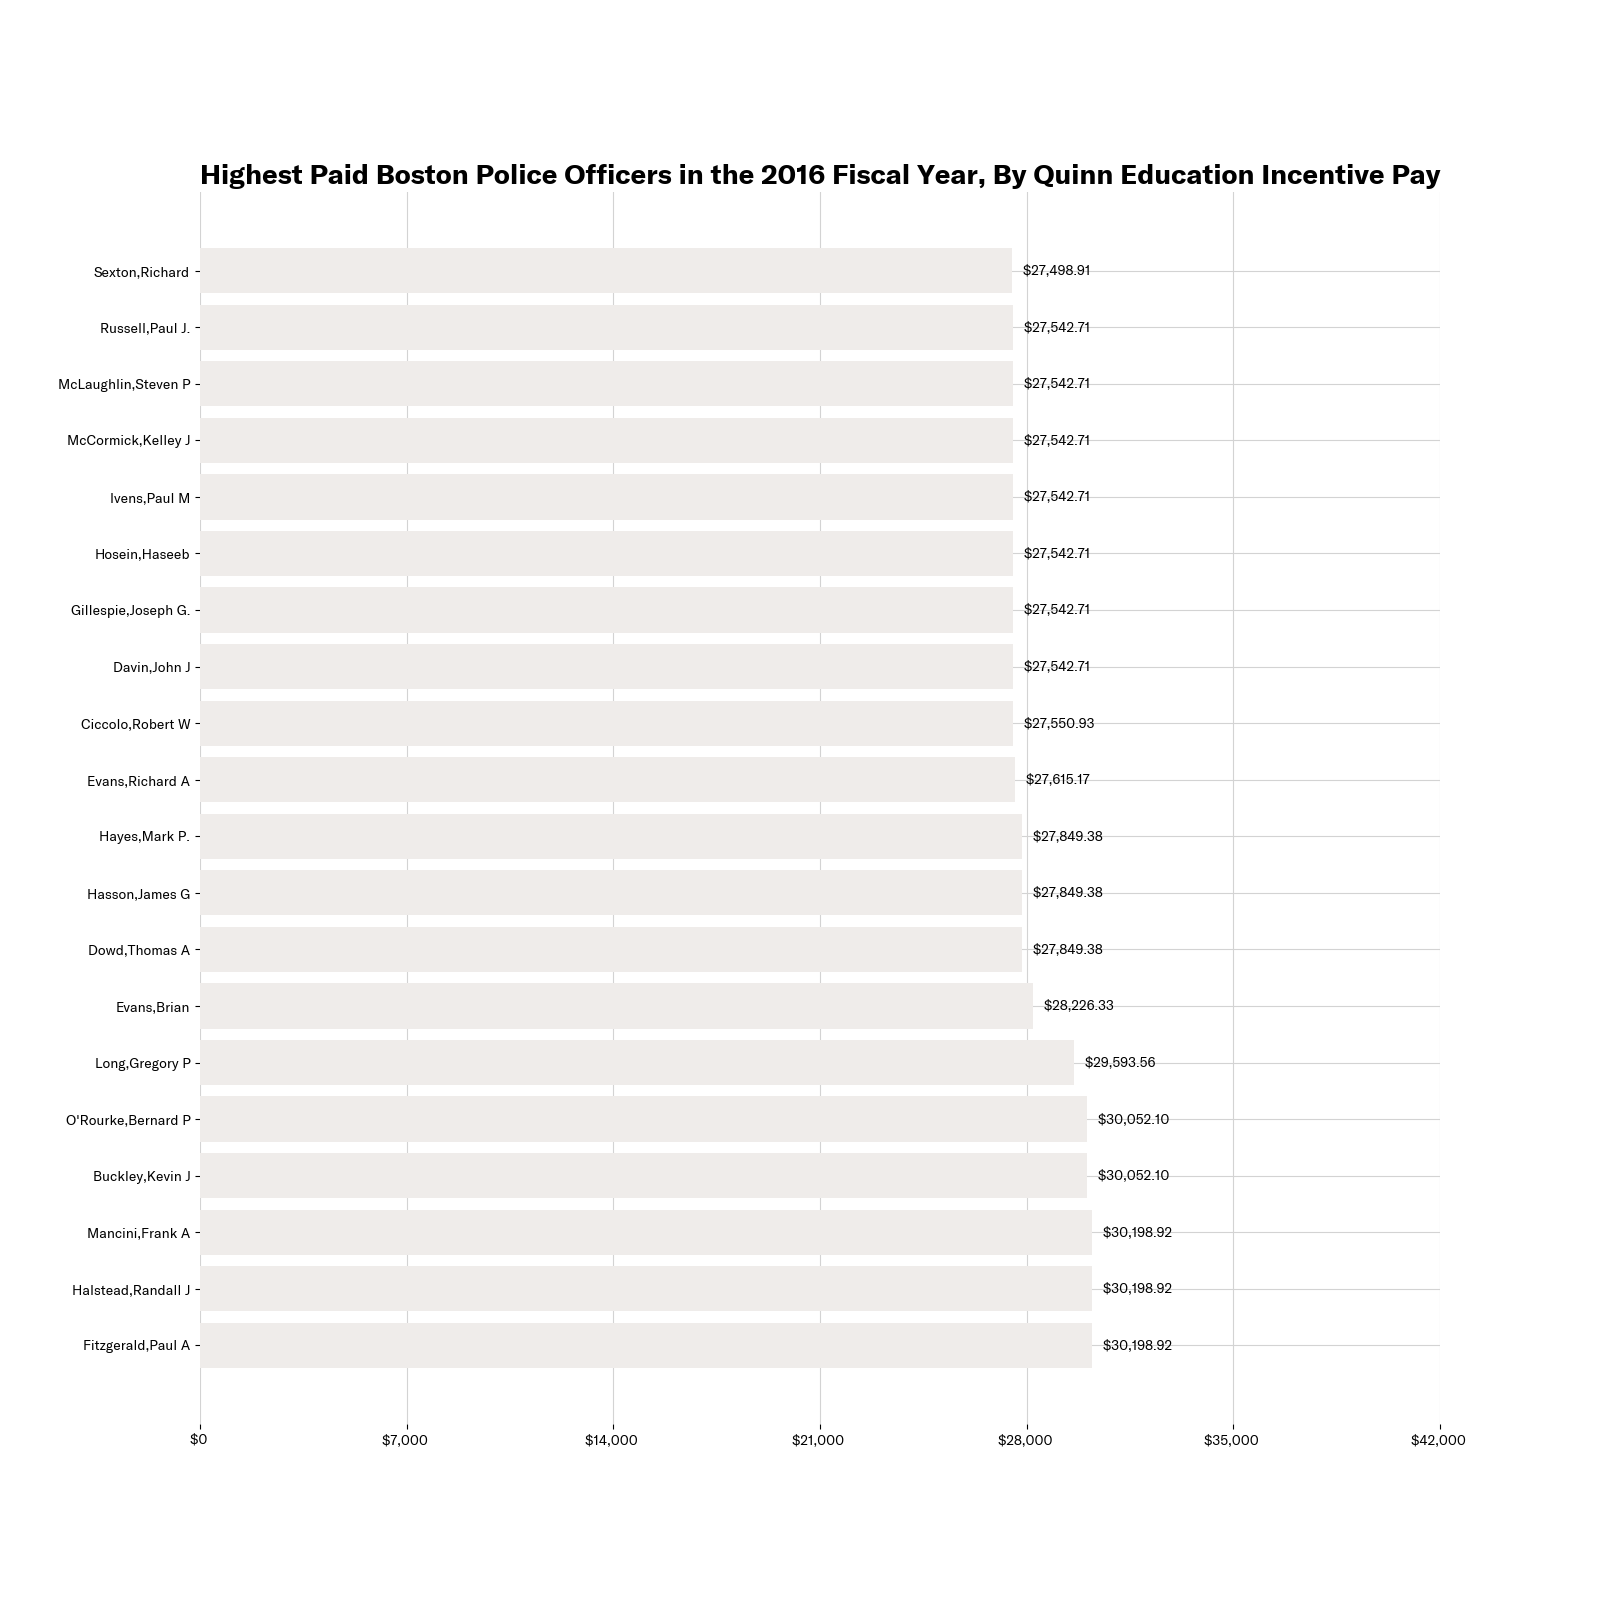 Highest Paid Boston Police Officers in the 2016 Fiscal Year, By Quinn Education Incentive Pay
Sexton,Richard $27,498.91
Russell,Paul J. $27,542.71
McLaughlin,Steven P $27,542.71
McCormick,Kelley J $27,542.71
Ivens,Paul M $27,542.71
Hosein,Haseeb $27,542.71
Gillespie,Joseph G. $27,542.71
Davin,John J $27,542.71
Ciccolo,Robert W $27,550.93
Evans,Richard A $27,615.17
Hayes,Mark P. $27,849.38
Hasson,James G $27,849.38
Dowd,Thomas A $27,849.38
Evans,Brian $28,226.33
Long,Gregory P $29,593.56
O'Rourke,Bernard P $30,052.10
Buckley,Kevin J $30,052.10
Mancini,Frank A $30,198.92
Halstead,Randall J $30,198.92
Fitzgerald,Paul A $30,198.92
$0 $7,000 $14,000 $21,000 $28,000 $35,000 $42,000